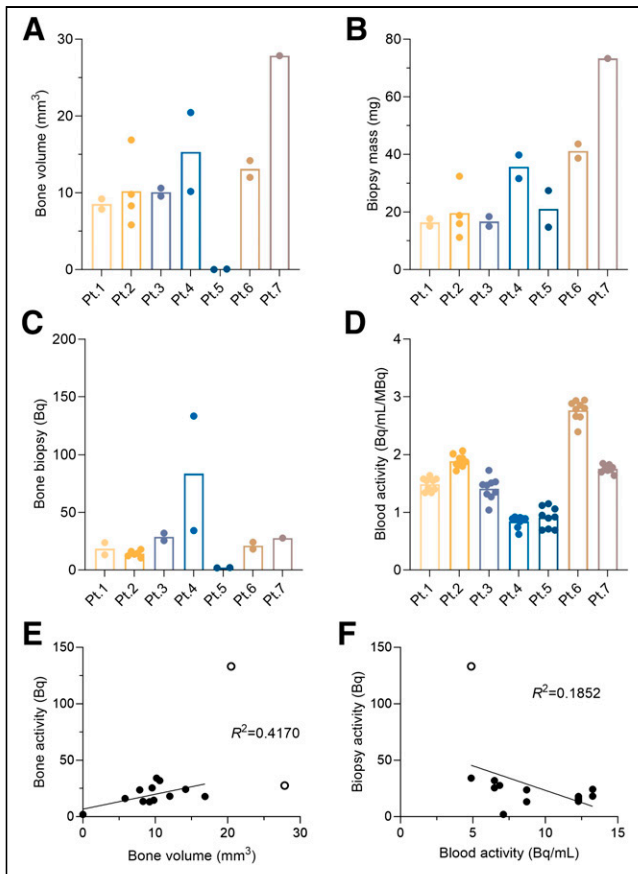 A
Bone volume (mm³)
30
20
10
0
Pt.1 Pt.2 Pt.3 Pt.4 Pt.5 Pt.6 Pt.7
B
Biopsy mass (mg)
80
60
40
20
0
Pt.1 Pt.2 Pt.3 Pt.4 Pt.5 Pt.6 Pt.7
C
Bone biopsy (Bq)
200
150
100
50
0
Pt.1 Pt.2 Pt.3 Pt.4 Pt.5 Pt.6 Pt.7
D
Blood activity (Bq/mL/MBq)
4
3
2
1
0
Pt.1 Pt.2 Pt.3 Pt.4 Pt.5 Pt.6 Pt.7
E
Bone activity (Bq)
150
100
50
0
R²=0.4170
0 10 20 30
Bone volume (mm³)
F
Biopsy activity (Bq)
150
100
50
0
R²=0.1852
0 5 10 15
Blood activity (Bq/mL)